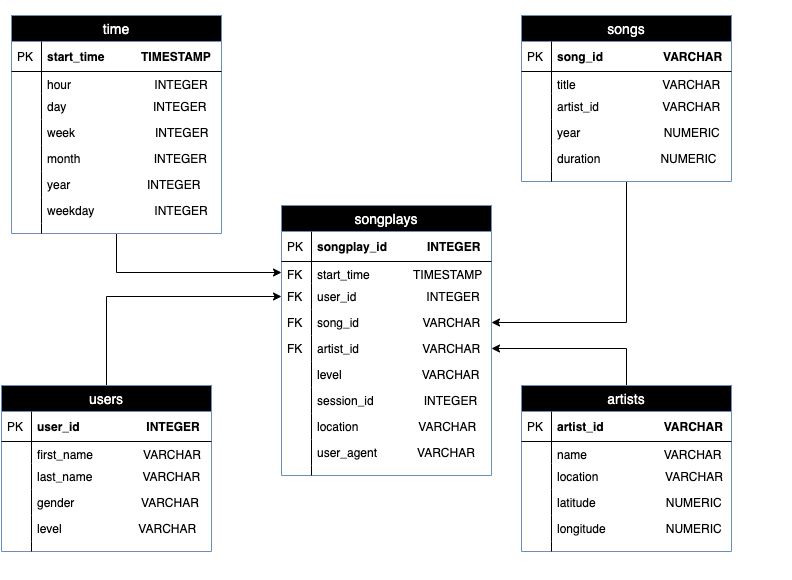 time
PK start_time TIMESTAMP
hour INTEGER
day INTEGER
week INTEGER
month INTEGER
year INTEGER
weekday INTEGER
songs
PK song_id VARCHAR
title VARCHAR
artist_id VARCHAR
year NUMERIC
duration NUMERIC
songplays
PK songplay_id INTEGER
FK start_time TIMESTAMP
FK user_id INTEGER
FK song_id VARCHAR
FK artist_id VARCHAR
level VARCHAR
session_id INTEGER
location VARCHAR
user_agent VARCHAR
users
PK user_id INTEGER
first_name VARCHAR
last_name VARCHAR
gender VARCHAR
level VARCHAR
artists
PK artist_id VARCHAR
name VARCHAR
location VARCHAR
latitude NUMERIC
longitude NUMERIC